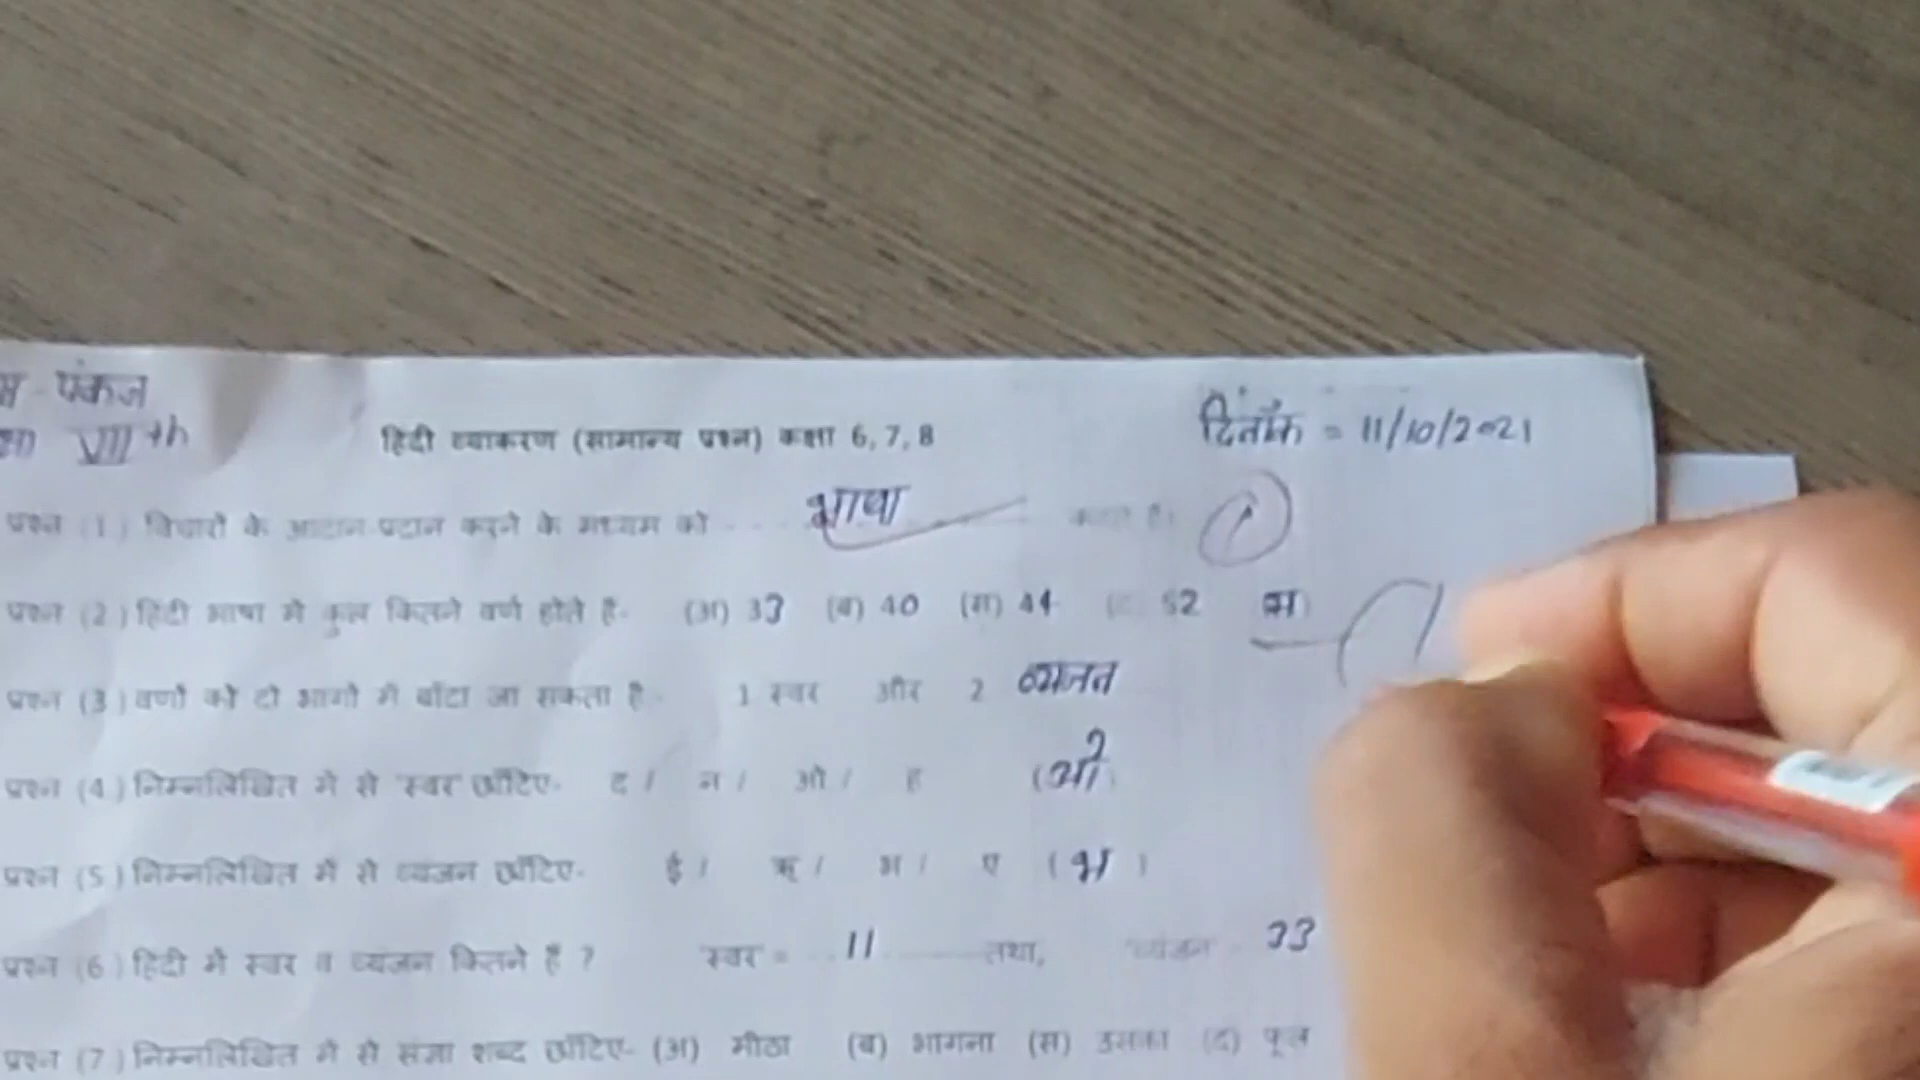 पंकज
VII th
हिंदी व्याकरण (सामान्य प्रश्न) कक्षा 6, 7, 8
दिनाँक = 11/10/2021
प्रश्न (1) विचारों के आदान-प्रदान करने के माध्यम को भाषा कहते है। 1
प्रश्न (2) हिंदी भाषा में कुल कितने वर्ण होते है- (अ) 33 (ब) 40 (स) 44 (द) 52 स
प्रश्न (3) वर्णों को दो भागों में बाँटा जा सकता है- 1 स्वर और 2 व्यजन
प्रश्न (4) निम्नलिखित में से 'स्वर' छाँटिए- द / न / ओ / ह (ओ)
प्रश्न (5) निम्नलिखित में से व्यंजन छाँटिए- ई / ऋ / भ / ए (भ)
प्रश्न (6) हिंदी में स्वर व व्यंजन कितने हैं ? स्वर = 11 तथा, व्यंजन 33
प्रश्न (7) निम्नलिखित में से संज्ञा शब्द छाँटिए- (अ) मीठा (ब) भागना (स) उसका (द) फूल